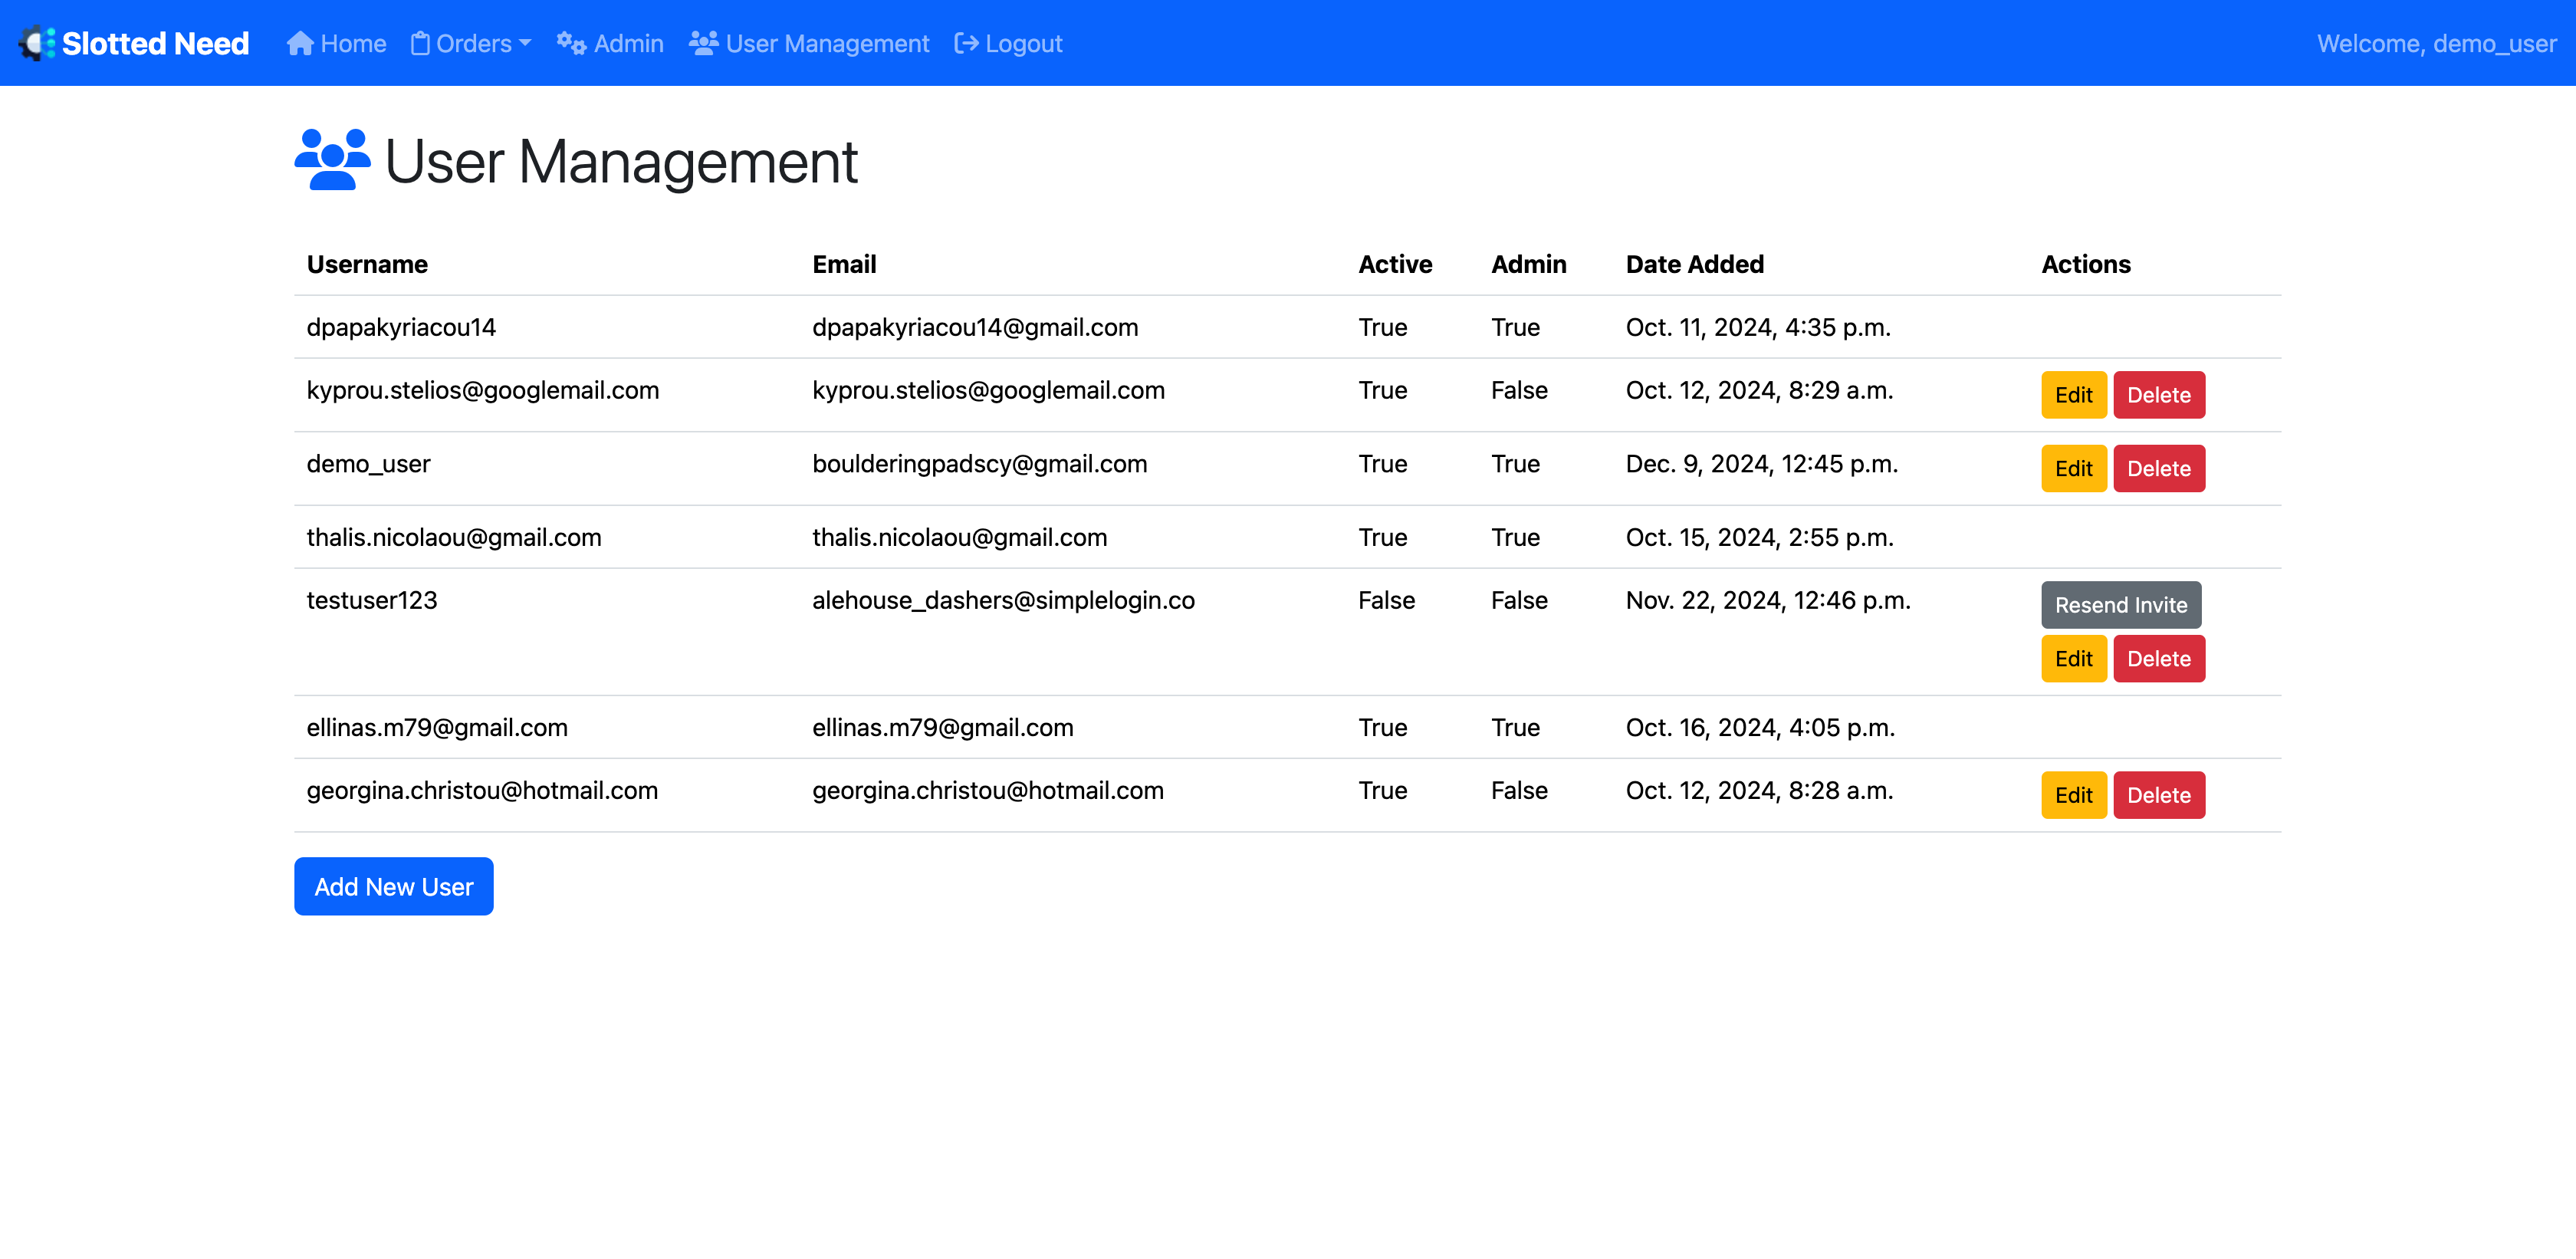 Slotted Need Home Orders Admin User Management Logout Welcome, demo_user
User Management
Username Email Active Admin Date Added Actions
dpapakyriacou14 dpapakyriacou14@gmail.com True True Oct. 11, 2024, 4:35 p.m.
kyprou.stelios@googlemail.com kyprou.stelios@googlemail.com True False Oct. 12, 2024, 8:29 a.m. Edit Delete
demo_user boulderingpadscy@gmail.com True True Dec. 9, 2024, 12:45 p.m. Edit Delete
thalis.nicolaou@gmail.com thalis.nicolaou@gmail.com True True Oct. 15, 2024, 2:55 p.m.
testuser123 alehouse_dashers@simplelogin.co False False Nov. 22, 2024, 12:46 p.m. Resend Invite
Edit Delete
ellinas.m79@gmail.com ellinas.m79@gmail.com True True Oct. 16, 2024, 4:05 p.m.
georgina.christou@hotmail.com georgina.christou@hotmail.com True False Oct. 12, 2024, 8:28 a.m. Edit Delete
Add New User